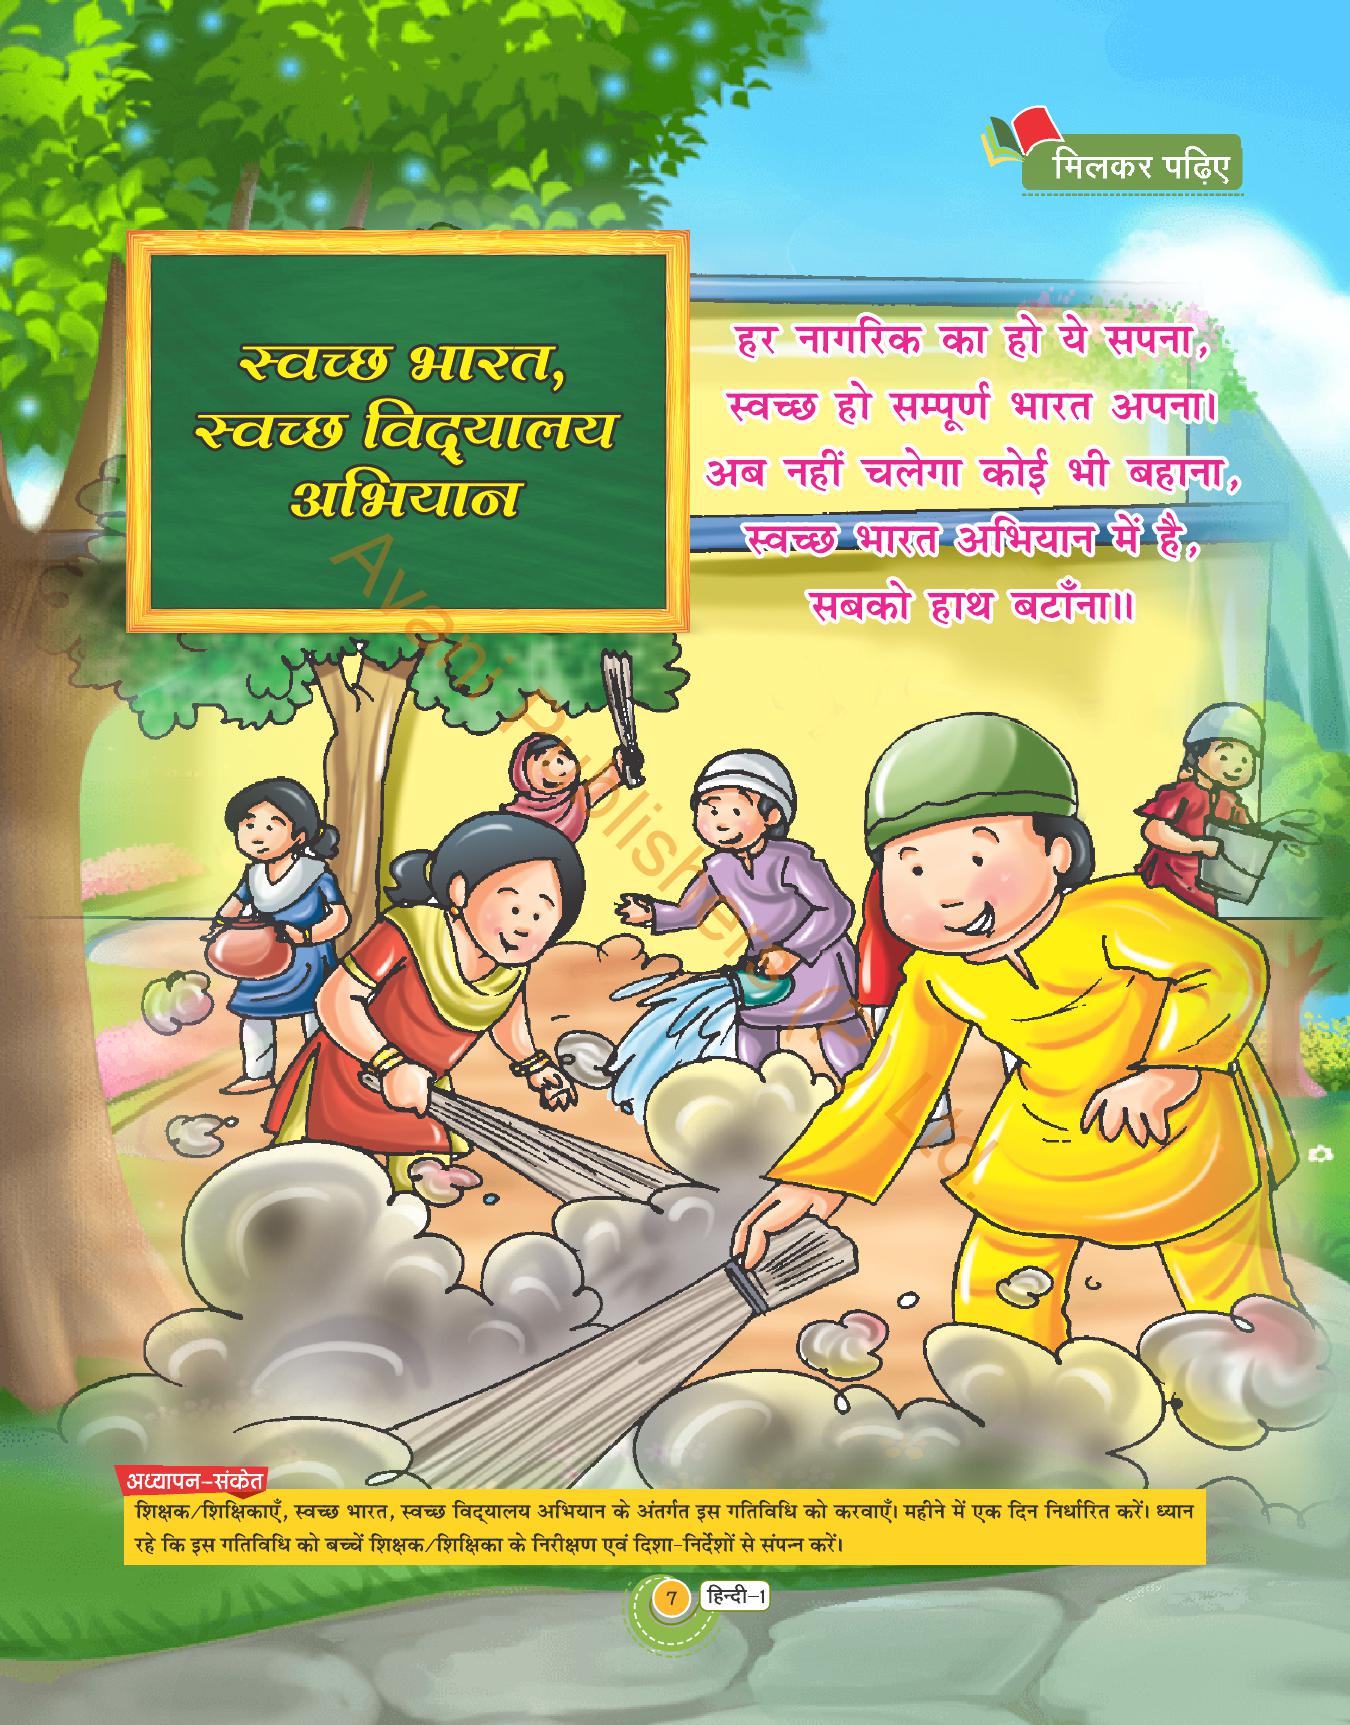 मिलकर पढ़िए
स्वच्छ भारत,
स्वच्छ विद्यालय
अभियान
हर नागरिक का हो ये सपना,
स्वच्छ हो सम्पूर्ण भारत अपना।
अब नहीं चलेगा कोई भी बहाना,
स्वच्छ भारत अभियान में है,
सबको हाथ बटाँना॥
Avani Publishers (P) Ltd.
अध्यापन-संकेत
शिक्षक/शिक्षिकाएँ, स्वच्छ भारत, स्वच्छ विद्यालय अभियान के अंतर्गत इस गतिविधि को करवाएँ। महीने में एक दिन निर्धारित करें। ध्यान
रहे कि इस गतिविधि को बच्चें शिक्षक/शिक्षिका के निरीक्षण एवं दिशा-निर्देशों से संपन्न करें।
7 हिन्दी-1